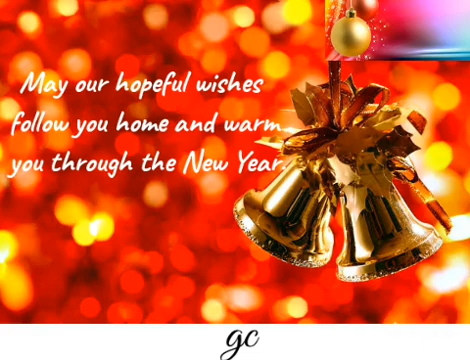 May our hopeful wishes
follow you home and warm
you through the New Year.
gc